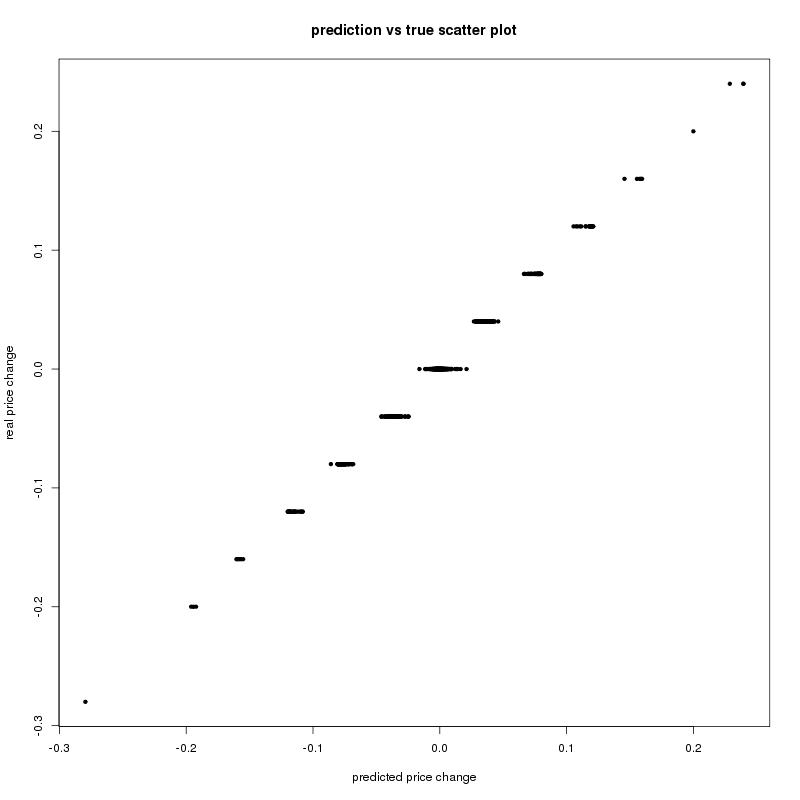 prediction vs true scatter plot
real price change
0.2
0.1
0.0
-0.1
-0.2
-0.3
-0.3 -0.2 -0.1 0.0 0.1 0.2
predicted price change